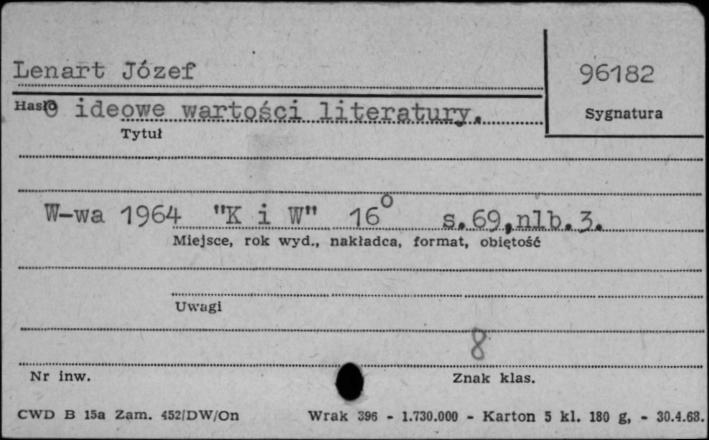 Lenart Józef
96182
Hasło
Sygnatura
O ideowe wartości literatury.
Tytuł
W-wa 1964 "K i W" 16° s.69,nlb.3.
Miejsce, rok wyd., nakładca, format, obiętość
Uwagi
8
Nr inw.
Znak klas.
CWD B 15a Zam. 452/DW/On Wrak 396 - 1.730.000 - Karton 5 kl. 180 g, - 30.4.63.